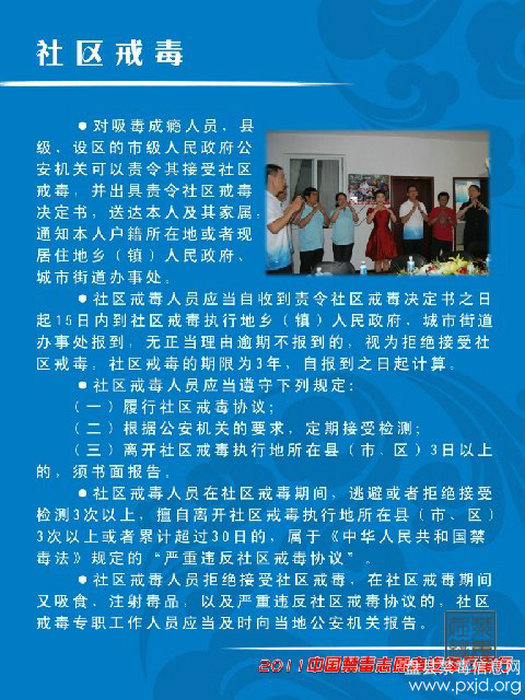 社区戒毒
●对吸毒成瘾人员，县
级、设区的市级人民政府公
安机关可以责令其接受社区
戒毒，并出具责令社区戒毒
决定书，送达本人及其家属，
通知本人户籍所在地或者现
居住地乡（镇）人民政府、
城市街道办事处。
●社区戒毒人员应当自收到责令社区戒毒决定书之日
起15日内到社区戒毒执行地乡（镇）人民政府、城市街道
办事处报到，无正当理由逾期不报到的，视为拒绝接受社
区戒毒。社区戒毒的期限为3年，自报到之日起计算。
●社区戒毒人员应当遵守下列规定：
（一）履行社区戒毒协议；
（二）根据公安机关的要求，定期接受检测；
（三）离开社区戒毒执行地所在县（市、区）3日以上
的，须书面报告。
●社区戒毒人员在社区戒毒期间，逃避或者拒绝接受
检测3次以上，擅自离开社区戒毒执行地所在县（市、区）
3次以上或者累计超过30日的，属于《中华人民共和国禁
毒法》规定的“严重违反社区戒毒协议”。
●社区戒毒人员拒绝接受社区戒毒，在社区戒毒期间
又吸食、注射毒品，以及严重违反社区戒毒协议的，社区
戒毒专职工作人员应当及时向当地公安机关报告。
2011中国禁毒志愿者
盘县禁毒信息网
www.pxjd.org